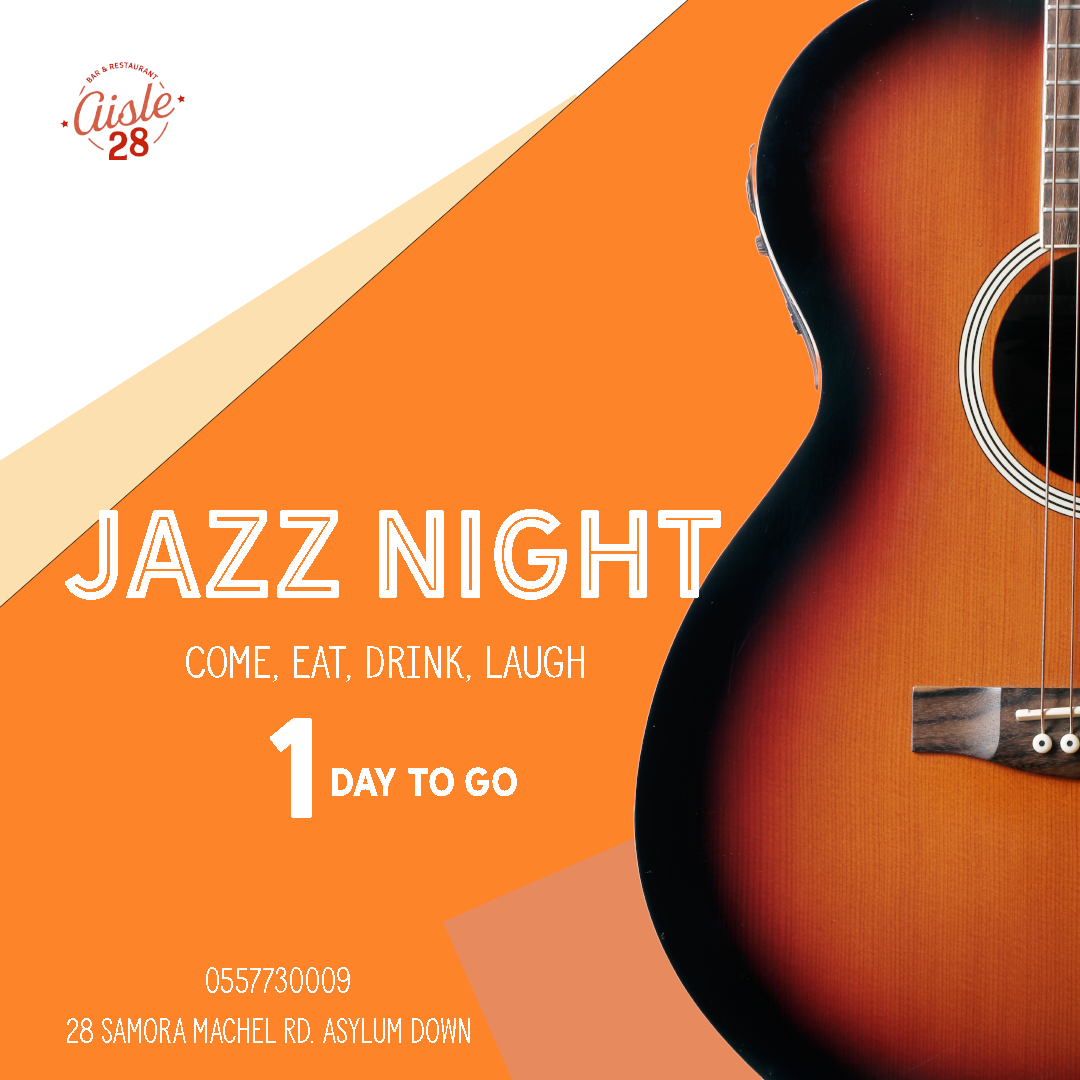 BAR & RESTAURANT
aisle
28
JAZZ NIGHT
COME, EAT, DRINK, LAUGH
1 DAY TO GO
0557730009
28 SAMORA MACHEL RD. ASYLUM DOWN